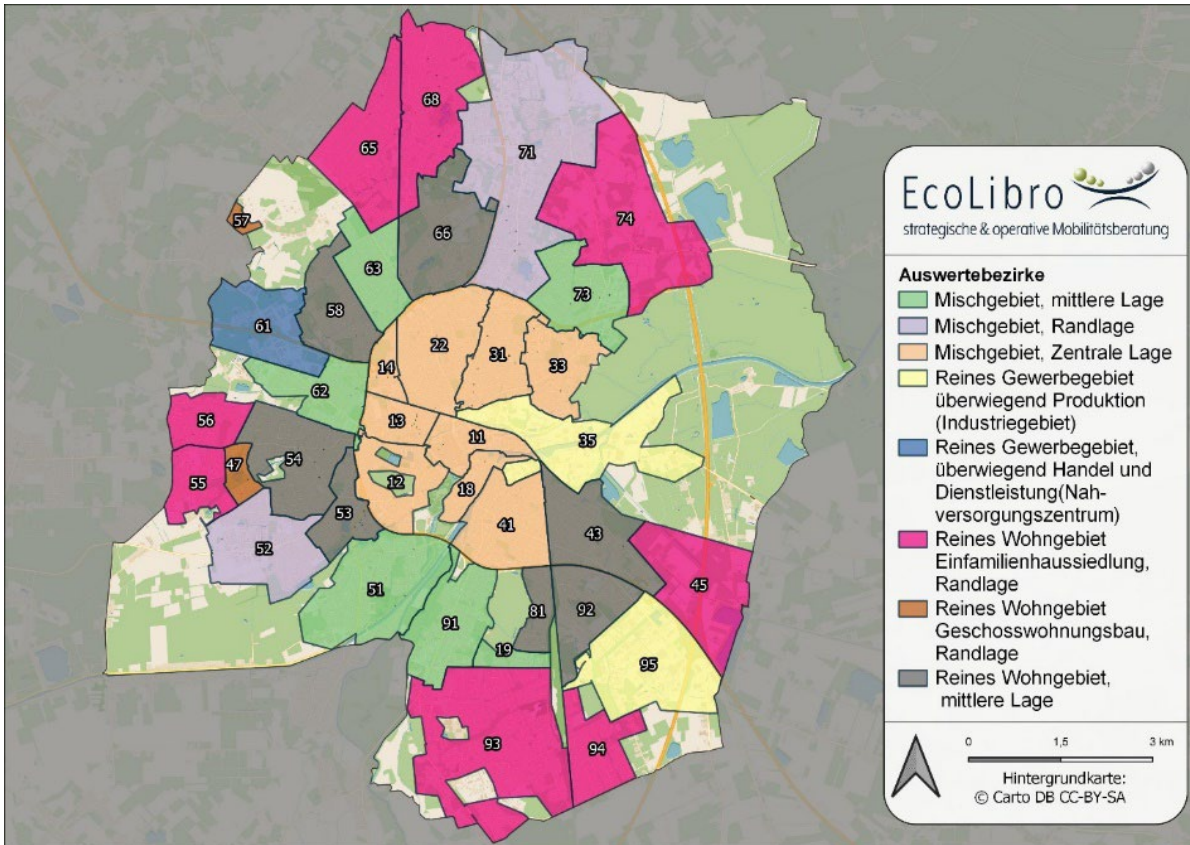 68
65
71
57
74
66
63
73
58
61
22
31
33
14
62
56
13
11
35
54
47
12
18
55
53
41
43
52
45
51
81
92
91
19
95
93
94
EcoLibro
strategische & operative Mobilitätsberatung
Auswertebezirke
Mischgebiet, mittlere Lage
Mischgebiet, Randlage
Mischgebiet, Zentrale Lage
Reines Gewerbegebiet
überwiegend Produktion
(Industriegebiet)
Reines Gewerbegebiet,
überwiegend Handel und
Dienstleistung(Nah-
versorgungszentrum)
Reines Wohngebiet
Einfamilienhaussiedlung,
Randlage
Reines Wohngebiet
Geschosswohnungsbau,
Randlage
Reines Wohngebiet,
mittlere Lage
0 1,5 3 km
Hintergrundkarte:
© Carto DB CC-BY-SA